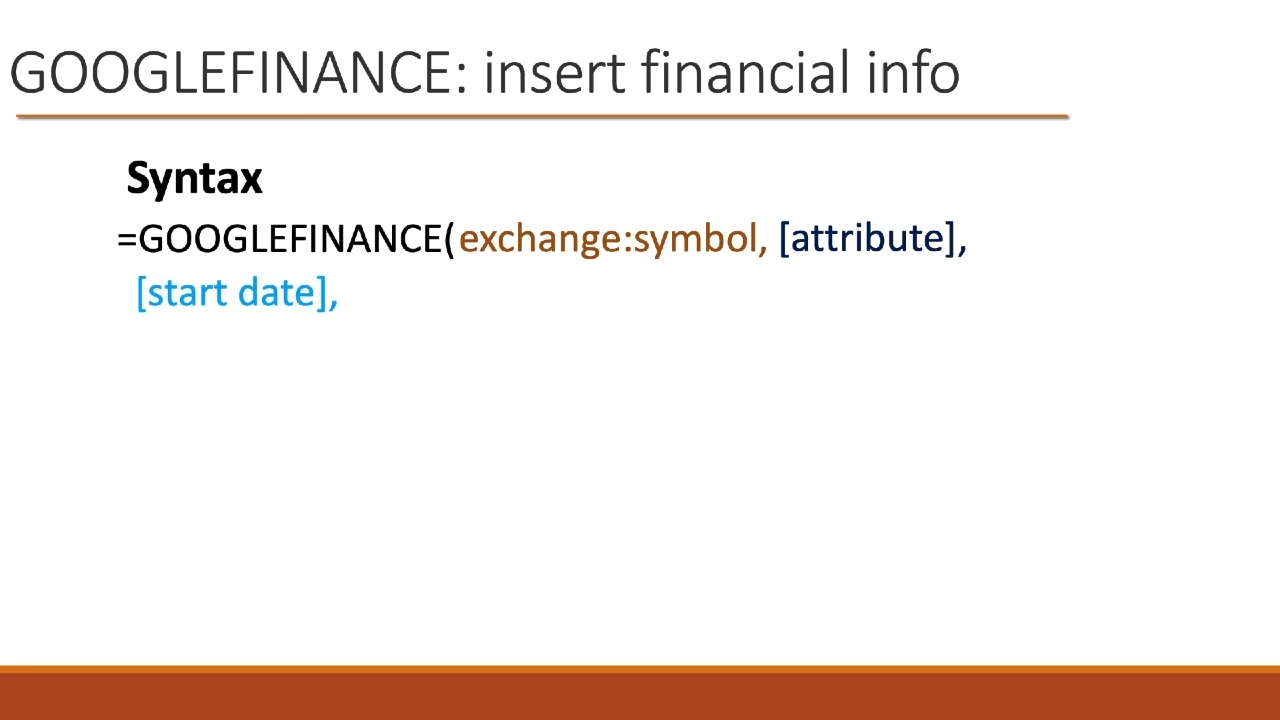 GOOGLEFINANCE: insert financial info
Syntax
=GOOGLEFINANCE(exchange:symbol, [attribute],
[start date],